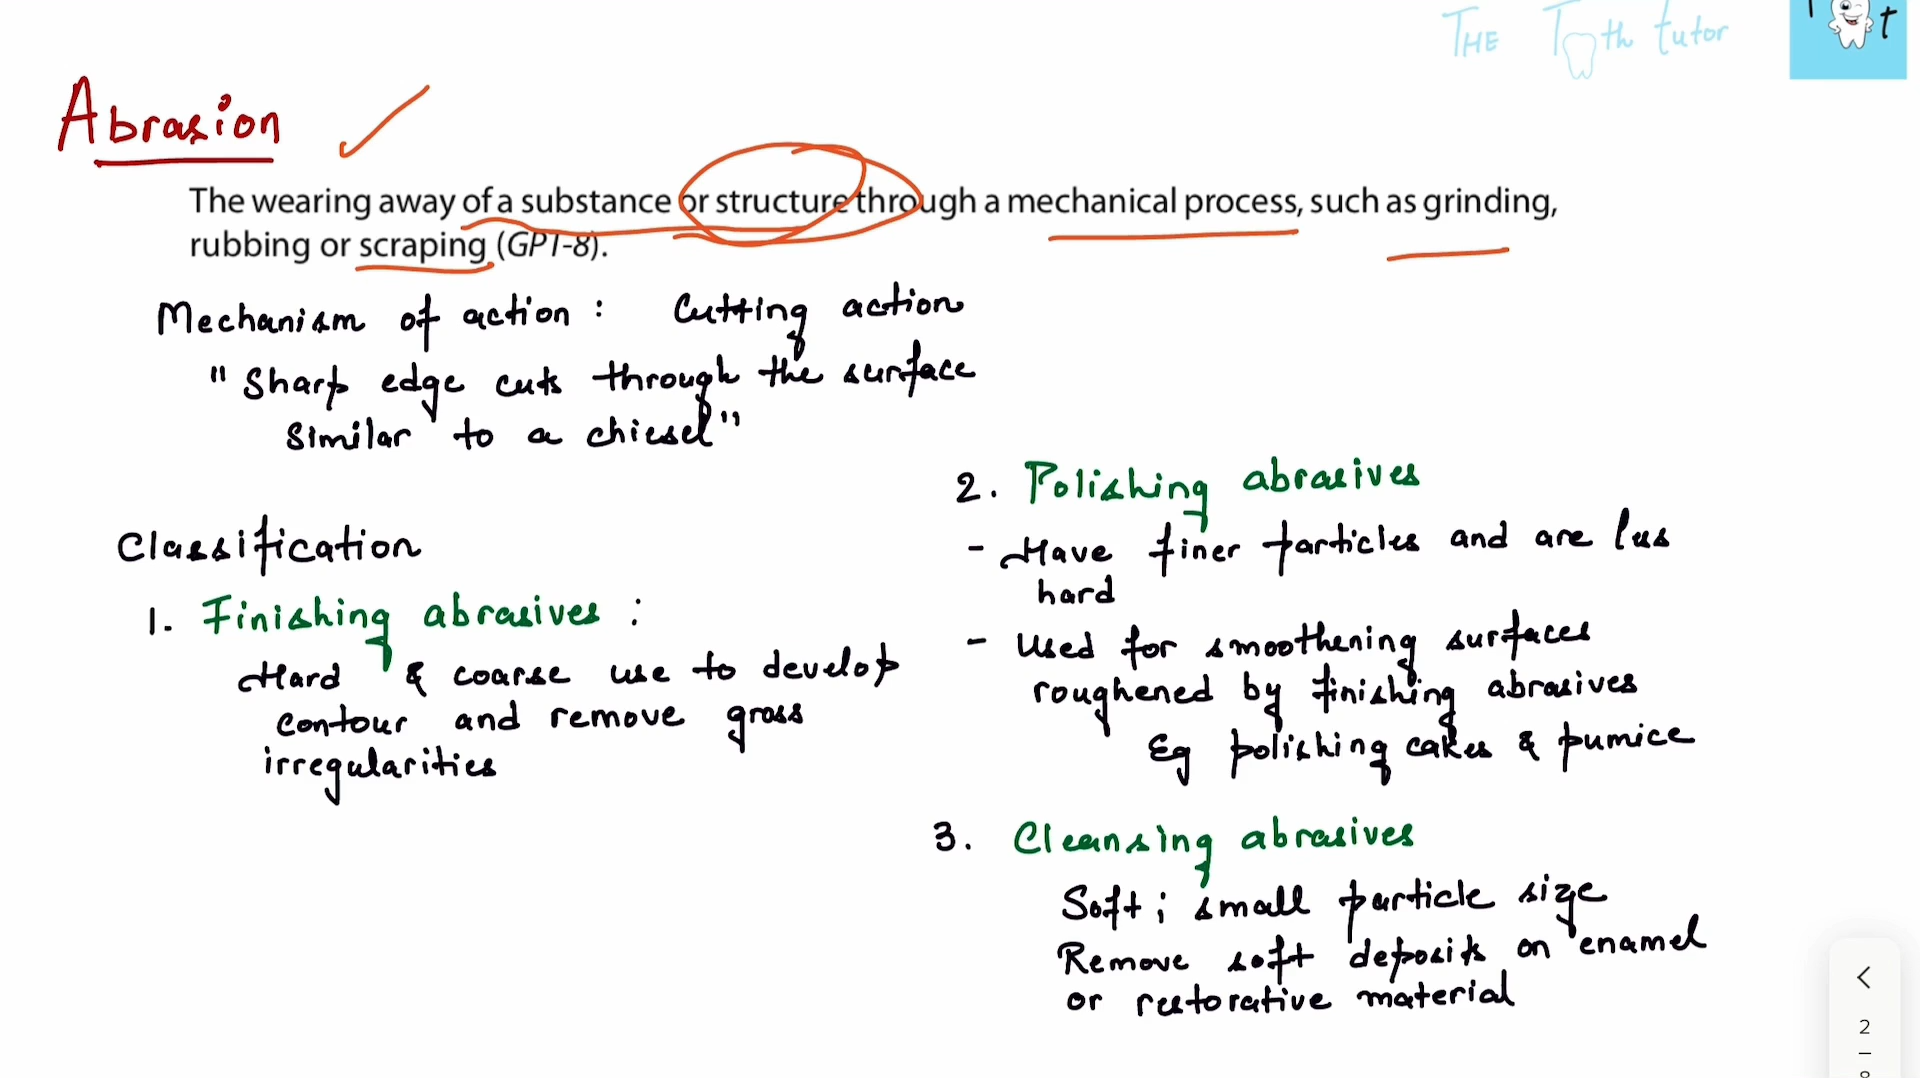 THE Tooth tutor
t
Abrasion
The wearing away of a substance or structure through a mechanical process, such as grinding,
rubbing or scraping (GPT-8).
Mechanism of action : Cutting action
" Sharp edge cuts through the surface
Similar to a chiesel"
Classification
1. Finishing abrasives :
Hard & coarse use to develop
contour and remove gross
irregularities
2. Polishing abrasives
- Have finer particles and are less
hard
- Used for smoothening surfaces
roughened by finishing abrasives
Eg polishing cakes & pumice
3. Cleansing abrasives
Soft ; small particle size
Remove soft deposits on enamel
or restorative material
<
2